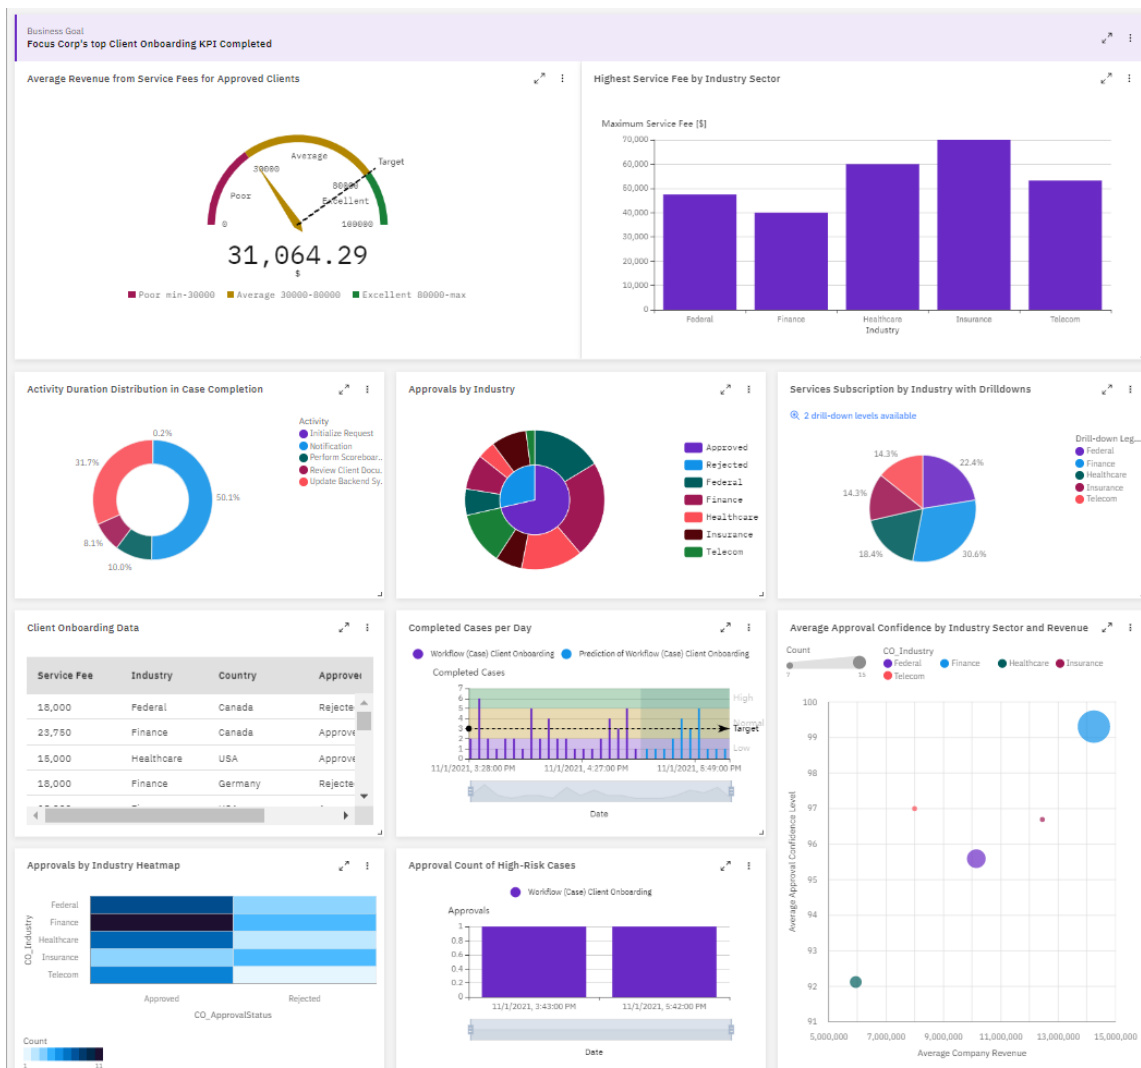 Business Goal
Focus Corp's top Client Onboarding KPI Completed
Average Revenue from Service Fees for Approved Clients
Average
Target
30000
80000
Poor
Excellent
0
100000
31,064.29
$
Poor min-30000 Average 30000-80000 Excellent 80000-max
Highest Service Fee by Industry Sector
Maximum Service Fee [$]
70,000
60,000
50,000
40,000
30,000
20,000
10,000
0
Federal Finance Healthcare Insurance Telecom
Industry
Activity Duration Distribution in Case Completion
Activity
Initialize Request
Notification
Perform Scoreboar..
Review Client Docu.
Update Backend Sy.
0.2%
31.7%
50.1%
8.1%
10.0%
Approvals by Industry
Approved
Rejected
Federal
Finance
Healthcare
Insurance
Telecom
Services Subscription by Industry with Drilldowns
2 drill-down levels available
Drill-down Leg...
Federal
Finance
Healthcare
Insurance
Telecom
14.3%
22.4%
14.3%
18.4%
30.6%
Client Onboarding Data
Service Fee Industry Country
18,000 Federal Canada Rejecte
23,750 Finance Canada Approve
15,000 Healthcare USA Approve
18,000 Finance Germany Rejecte
Completed Cases per Day
Workflow (Case) Client Onboarding Prediction of Workflow (Case) Client Onboarding
Completed Cases
7
6
5
4
3
2
1
0
High
Normal
Target
Low
11/1/2021, 3:28:00 PM 11/1/2021, 4:27:00 PM 11/1/2021, 5:49:00 PM
Date
Average Approval Confidence by Industry Sector and Revenue
Count
7 15
CO_Industry
Federal Finance Healthcare Insurance
Telecom
Average Approval Confidence Level
100
99
98
97
96
95
94
93
92
91
5,000,000 7,000,000 9,000,000 11,000,000 13,000,000 15,000,000
Average Company Revenue
Approvals by Industry Heatmap
CO_Industry
Federal
Finance
Healthcare
Insurance
Telecom
Approved Rejected
CO_ApprovalStatus
Count
1 11
Approval Count of High-Risk Cases
Workflow (Case) Client Onboarding
Approvals
1
0.8
0.6
0.4
0.2
0
11/1/2021, 3:43:00 PM 11/1/2021, 5:42:00 PM
Date